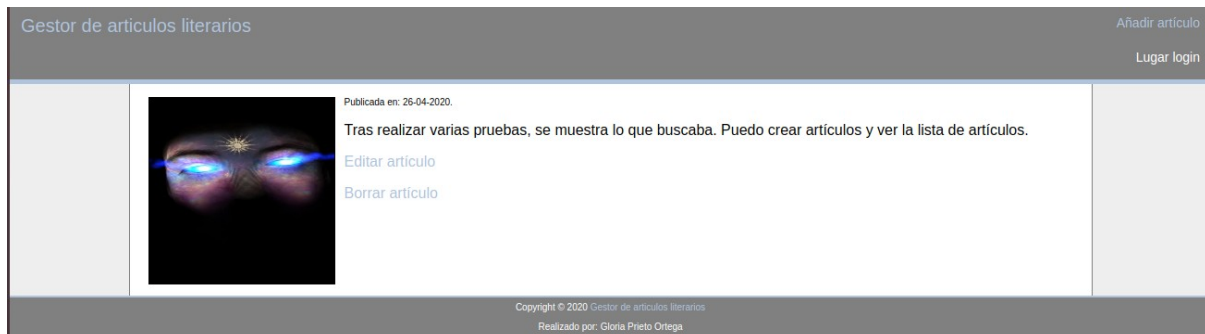 Gestor de articulos literarios
Añadir artículo
Lugar login
Publicada en: 26-04-2020.
Tras realizar varias pruebas, se muestra lo que buscaba. Puedo crear artículos y ver la lista de artículos.
Editar artículo
Borrar artículo
Copyright © 2020 Gestor de articulos literarios
Realizado por: Gloria Prieto Ortega